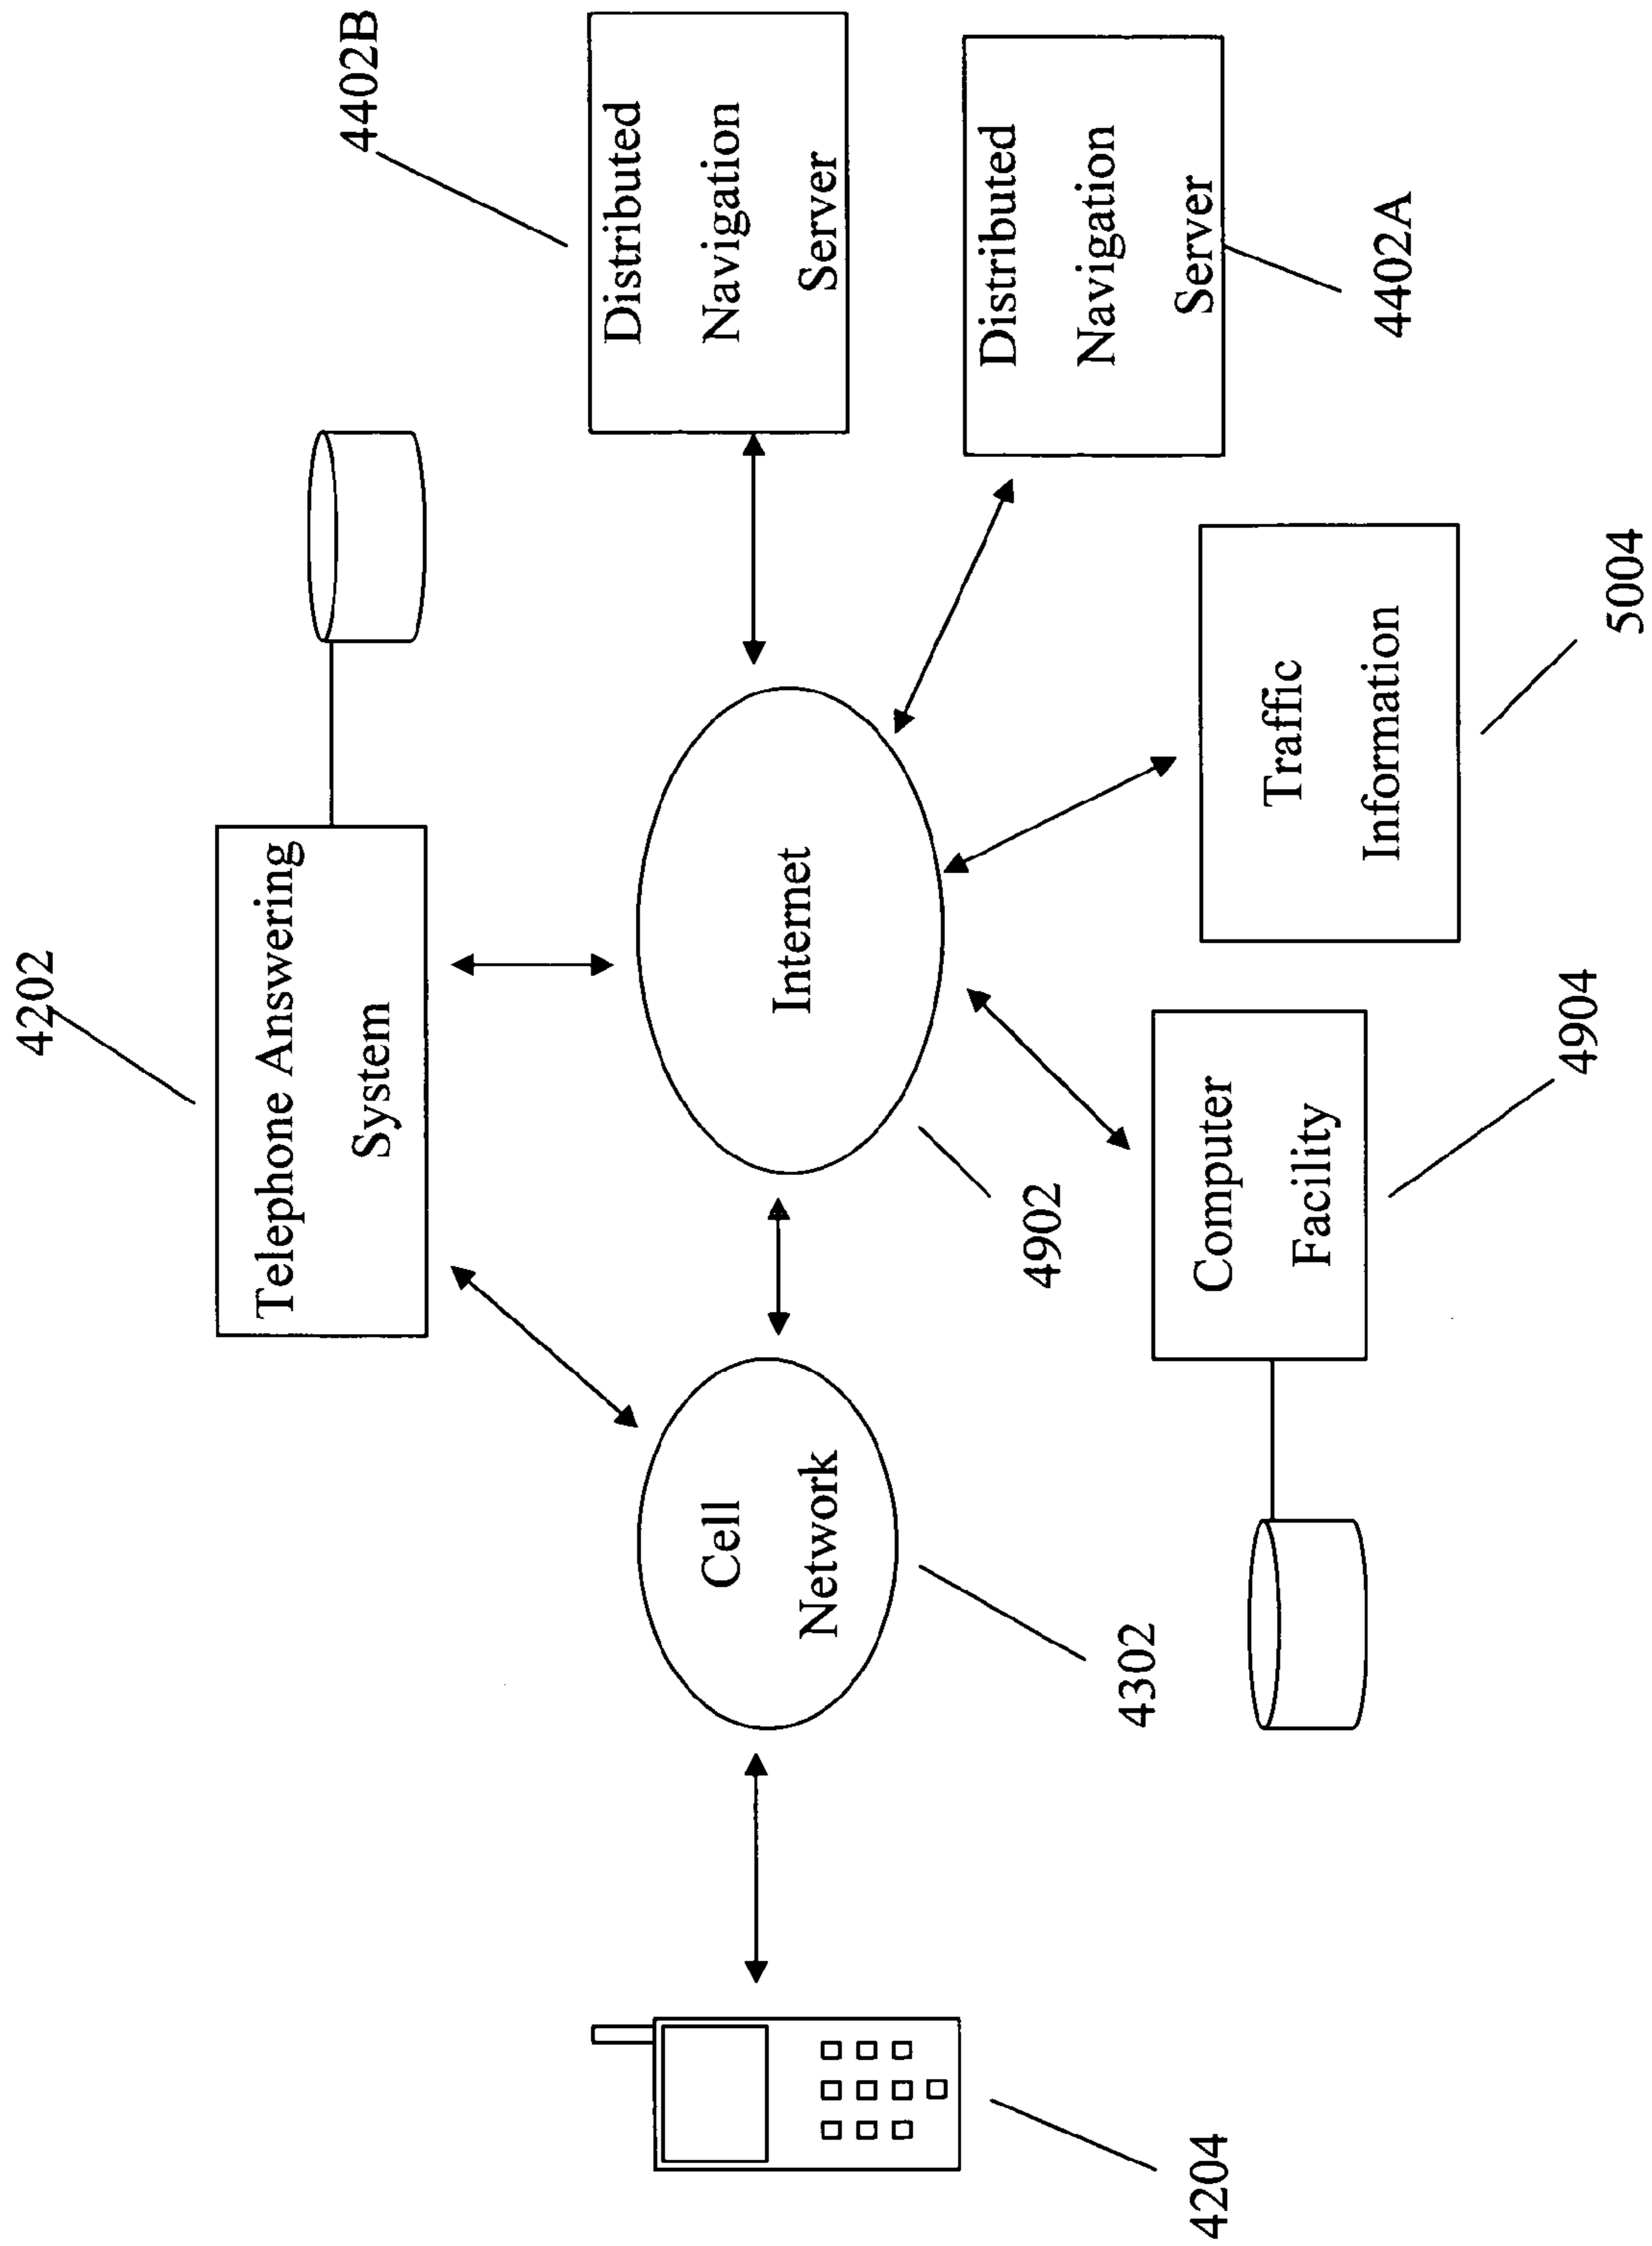 4202
Telephone Answering
System
4402B
Distributed
Navigation
Server
Cell
Network
Internet
Distributed
Navigation
Server
4402A
4204
4302
4902
Computer
Facility
4904
Traffic
Information
5004